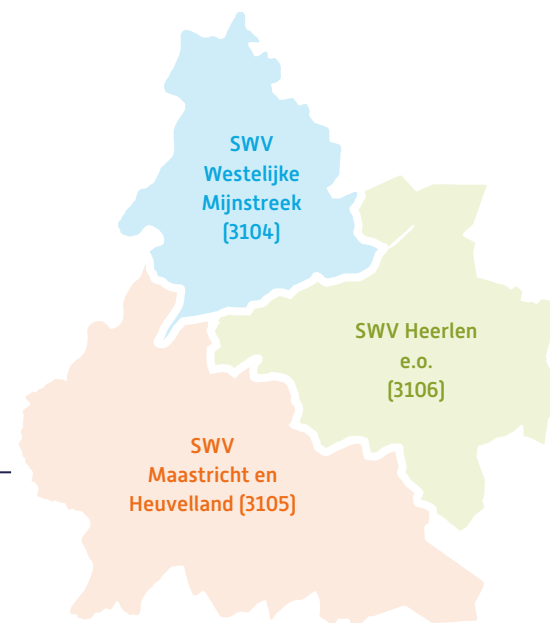 SWV
Westelijke
Mijnstreek
(3104)
SWV Heerlen
e.o.
(3106)
SWV
Maastricht en
Heuvelland (3105)